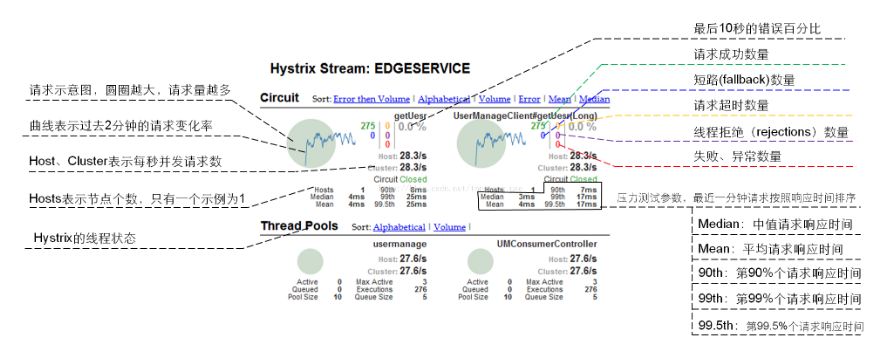 最后10秒的错误百分比
请求成功数量
短路(fallback)数量
请求超时数量
线程拒绝（rejections）数量
失败、异常数量
请求示意图，圆圈越大，请求量越多
曲线表示过去2分钟的请求变化率
Host、Cluster表示每秒并发请求数
Hosts表示节点个数，只有一个示例为1
Hystrix的线程状态
Hystrix Stream: EDGESERVICE
Circuit Sort: Error then Volume | Alphabetical | Volume | Error | Mean | Median
getUesr
275 0 0.0 %
0 0
0
Host: 28.3/s
Cluster: 28.3/s
Circuit Closed
Hosts 1 90th 8ms
Median 4ms 99th 25ms
Mean 4ms 99.5th 25ms
UserManageClient#getUesr(Long)
275 0 0.0 %
0 0
0
Host: 28.3/s
Cluster: 28.3/s
Circuit Closed
Hosts: 1 90th 7ms
Median 3ms 99th 17ms
Mean 4ms 99.5th 17ms
压力测试参数，最近一分钟请求按照响应时间排序
Median：中值请求响应时间
Mean：平均请求响应时间
90th：第90%个请求响应时间
99th：第99%个请求响应时间
99.5th：第99.5%个请求响应时间
Thread Pools Sort: Alphabetical | Volume |
usermanage
Host: 27.6/s
Cluster: 27.6/s
Active 0 Max Active 3
Queued 0 Executions 276
Pool Size 10 Queue Size 5
UMConsumerController
Host: 27.6/s
Cluster: 27.6/s
Active 0 Max Active 3
Queued 0 Executions 276
Pool Size 10 Queue Size 5